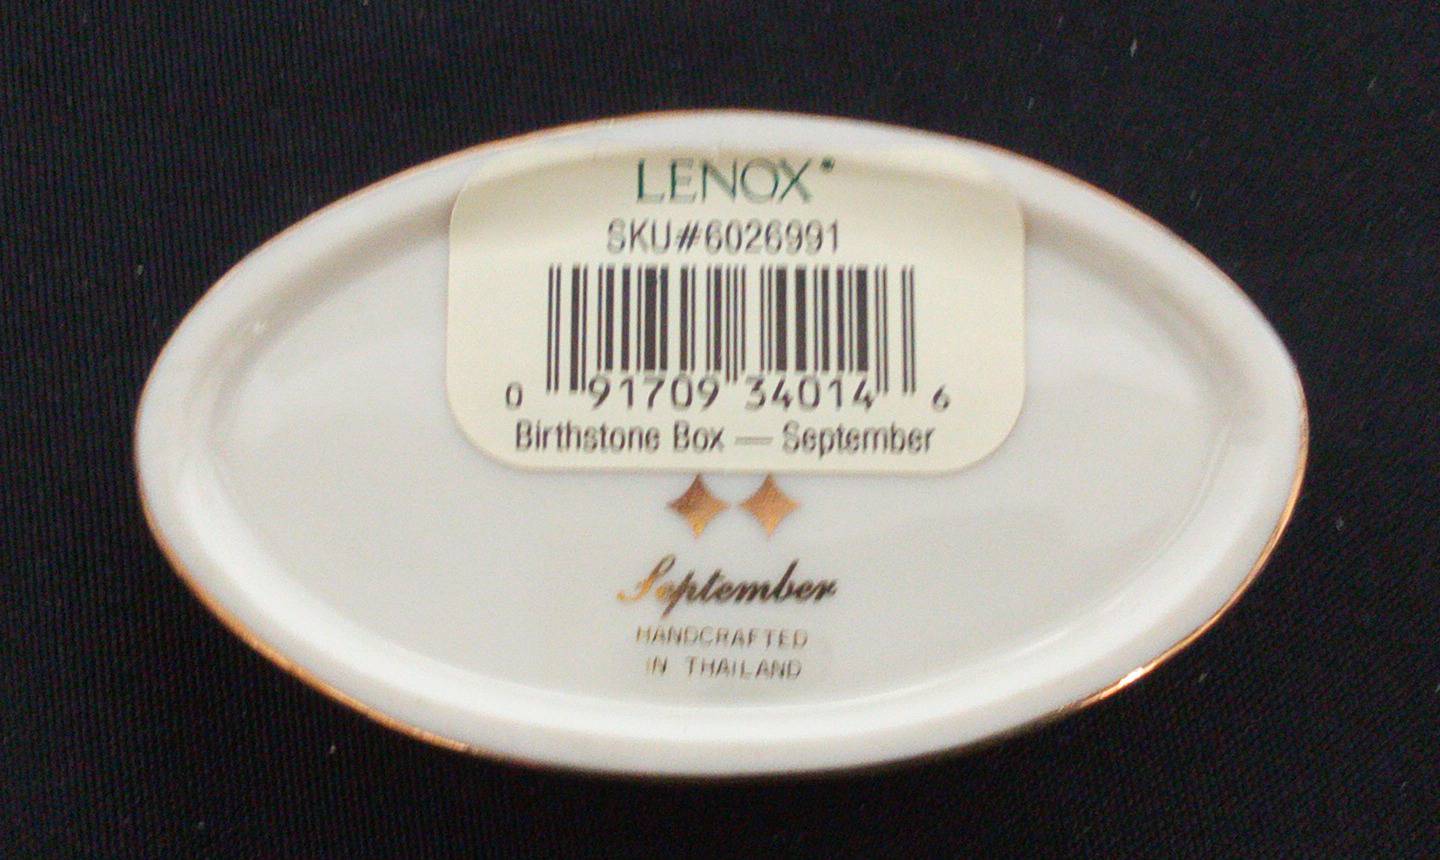 LENOX®
SKU#6026991
0 91709 34014 6
Birthstone Box — September
September
HANDCRAFTED
IN THAILAND